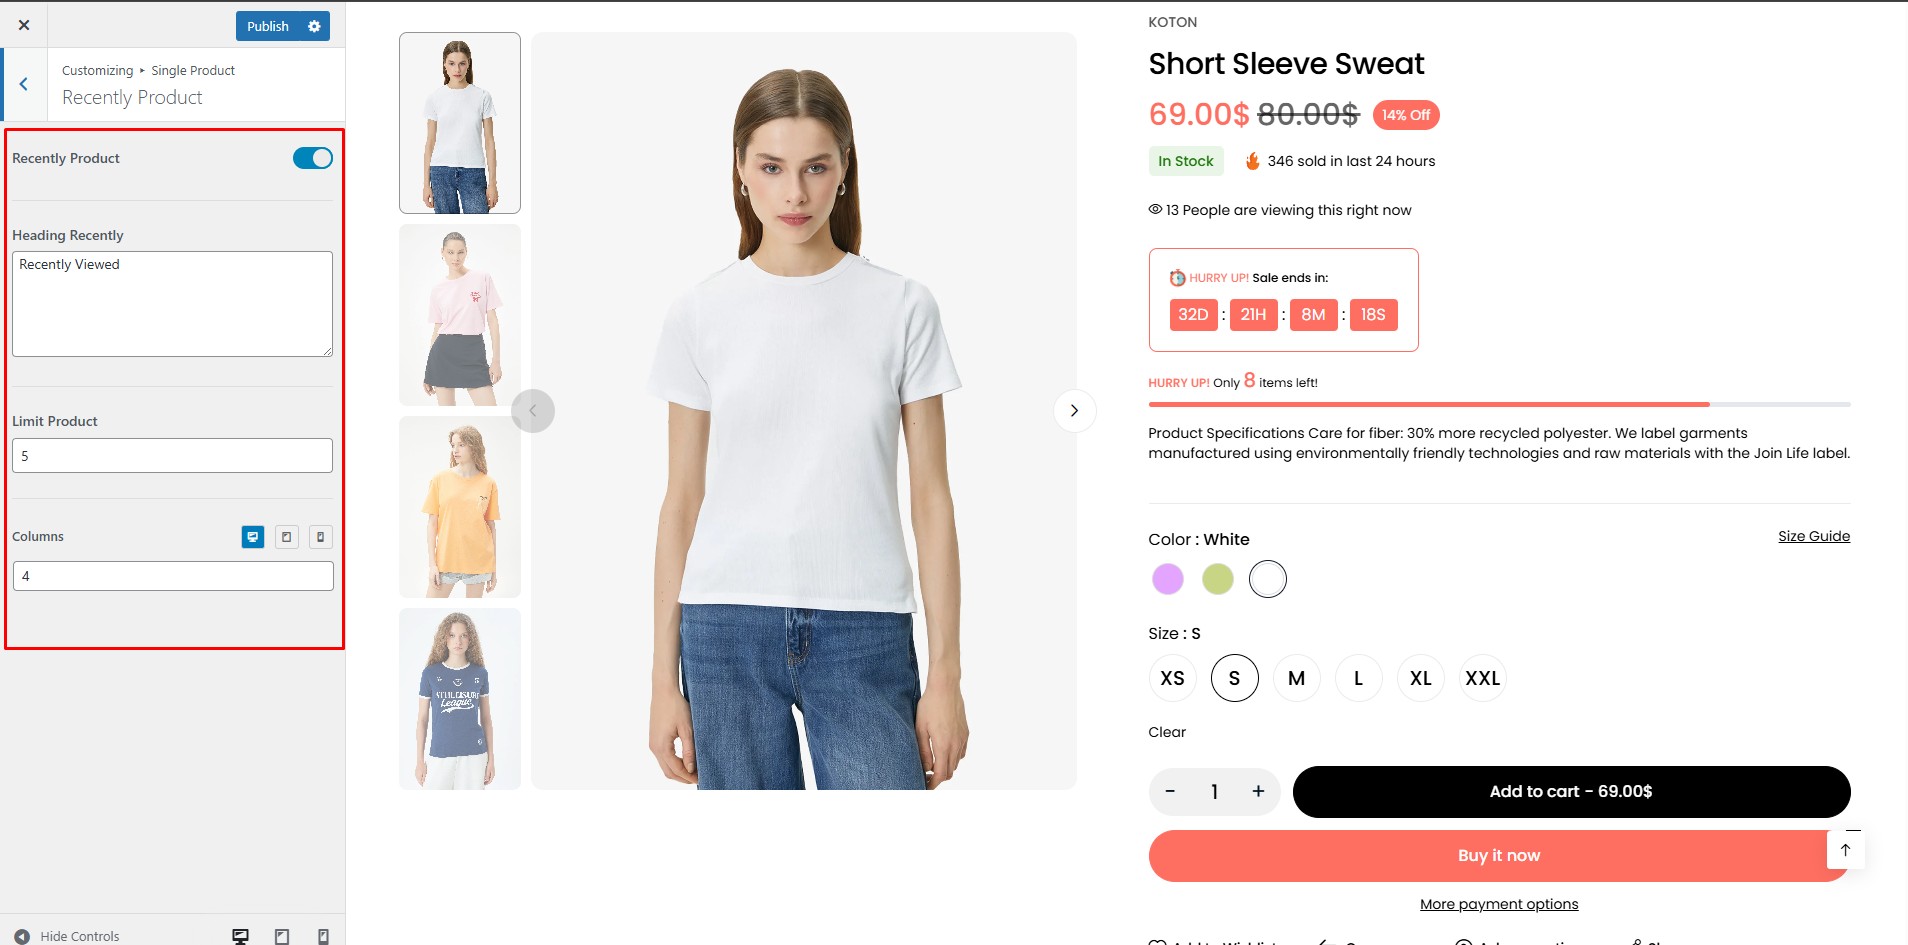 Publish
Customizing ▸ Single Product
Recently Product
Recently Product
Heading Recently
Recently Viewed
Limit Product
5
Columns
4
Hide Controls
KOTON
Short Sleeve Sweat
69.00$ 80.00$ 14% Off
In Stock 346 sold in last 24 hours
13 People are viewing this right now
HURRY UP! Sale ends in:
32D : 21H : 8M : 18S
HURRY UP! Only 8 items left!
Product Specifications Care for fiber: 30% more recycled polyester. We label garments
manufactured using environmentally friendly technologies and raw materials with the Join Life label.
Color : White Size Guide
Size : S
XS S M L XL XXL
Clear
- 1 + Add to cart - 69.00$
Buy it now
More payment options
Add to Wishlist
League